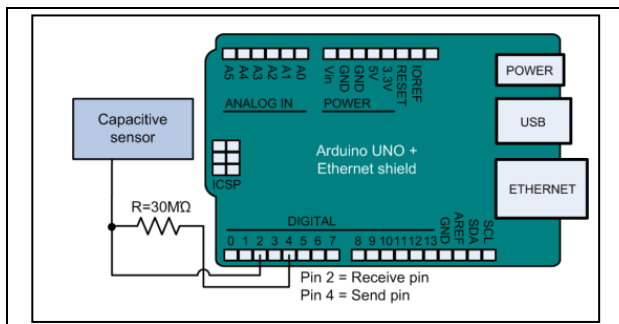 A5 A4 A3 A2 A1 A0
Vin GND GND 5V 3.3V RESET IOREF
ANALOG IN POWER
POWER
Capacitive
sensor
USB
Arduino UNO +
Ethernet shield
ICSP
ETHERNET
R=30MΩ
DIGITAL
0 1 2 3 4 5 6 7 8 9 10 11 12 13 GND AREF SDA SCL
Pin 2 = Receive pin
Pin 4 = Send pin